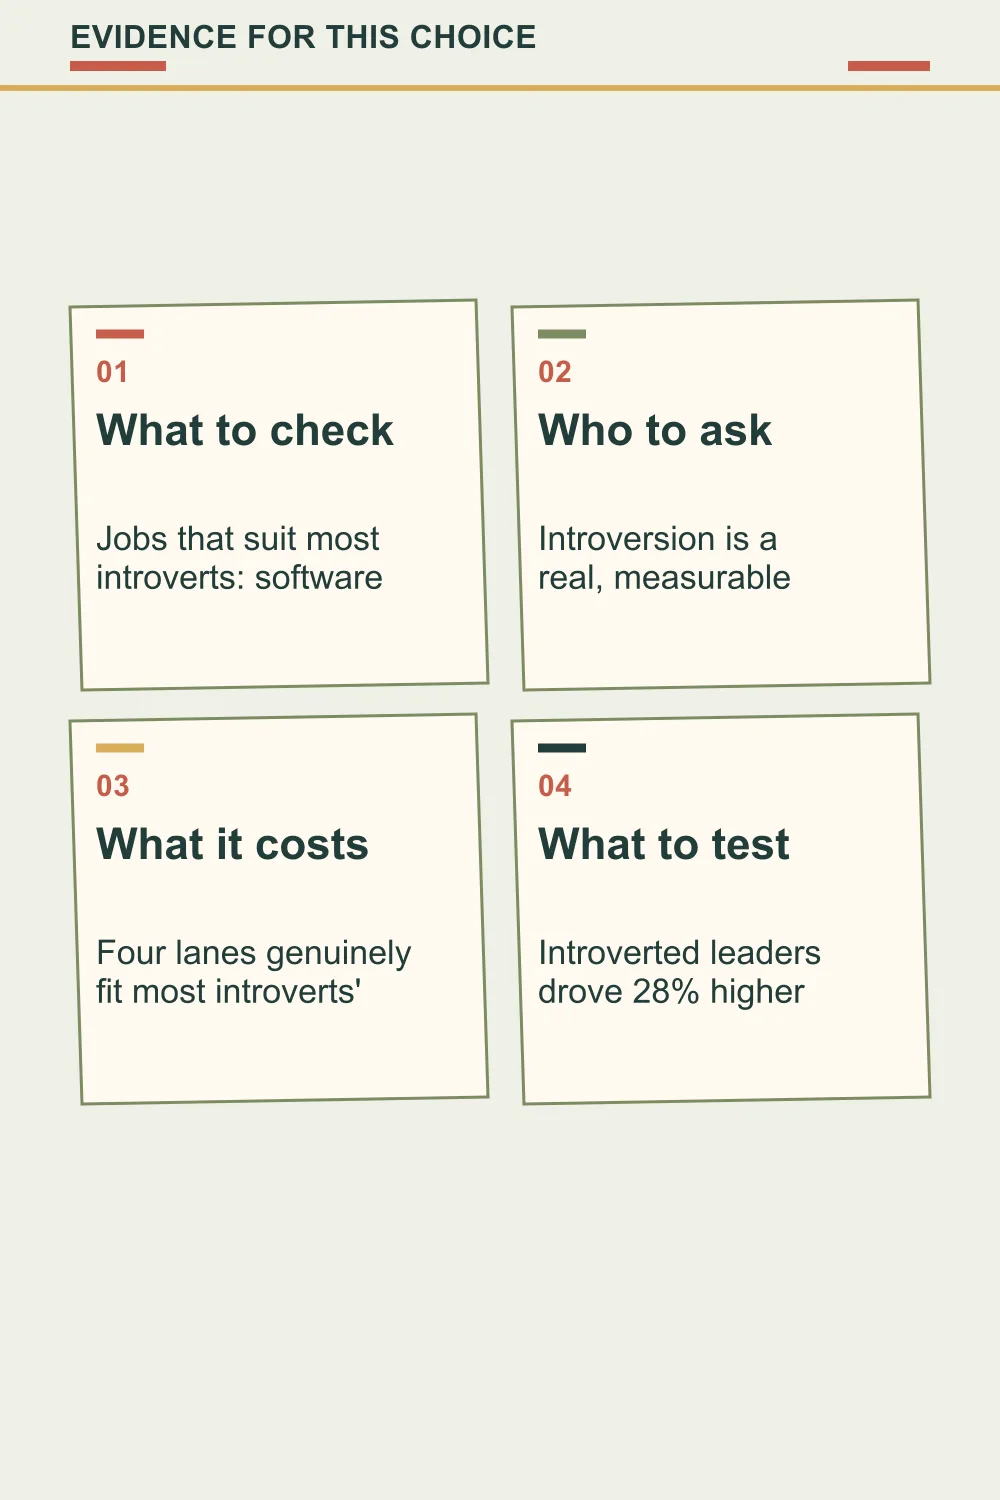 EVIDENCE FOR THIS CHOICE
01
What to check
Jobs that suit most
introverts: software
02
Who to ask
Introversion is a
real, measurable
03
What it costs
Four lanes genuinely
fit most introverts'
04
What to test
Introverted leaders
drove 28% higher